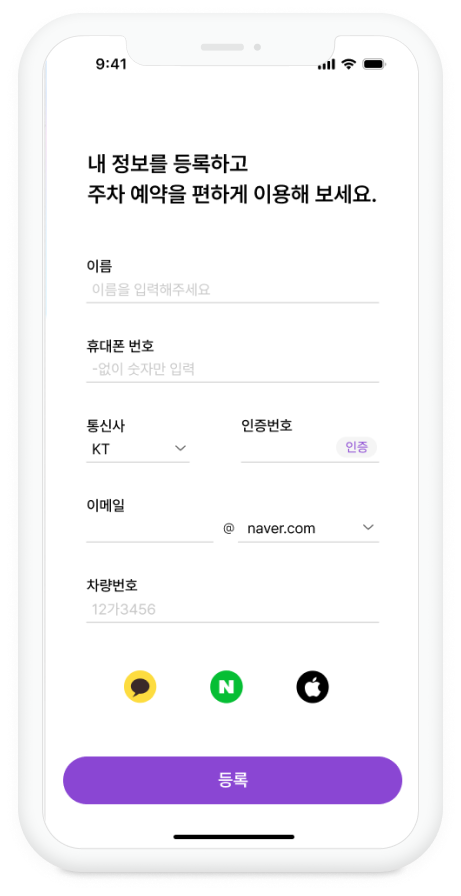 9:41
내 정보를 등록하고
주차 예약을 편하게 이용해 보세요.
이름
이름을 입력해주세요
휴대폰 번호
-없이 숫자만 입력
통신사 인증번호
KT 인증
이메일
@ naver.com
차량번호
12가3456
N
등록